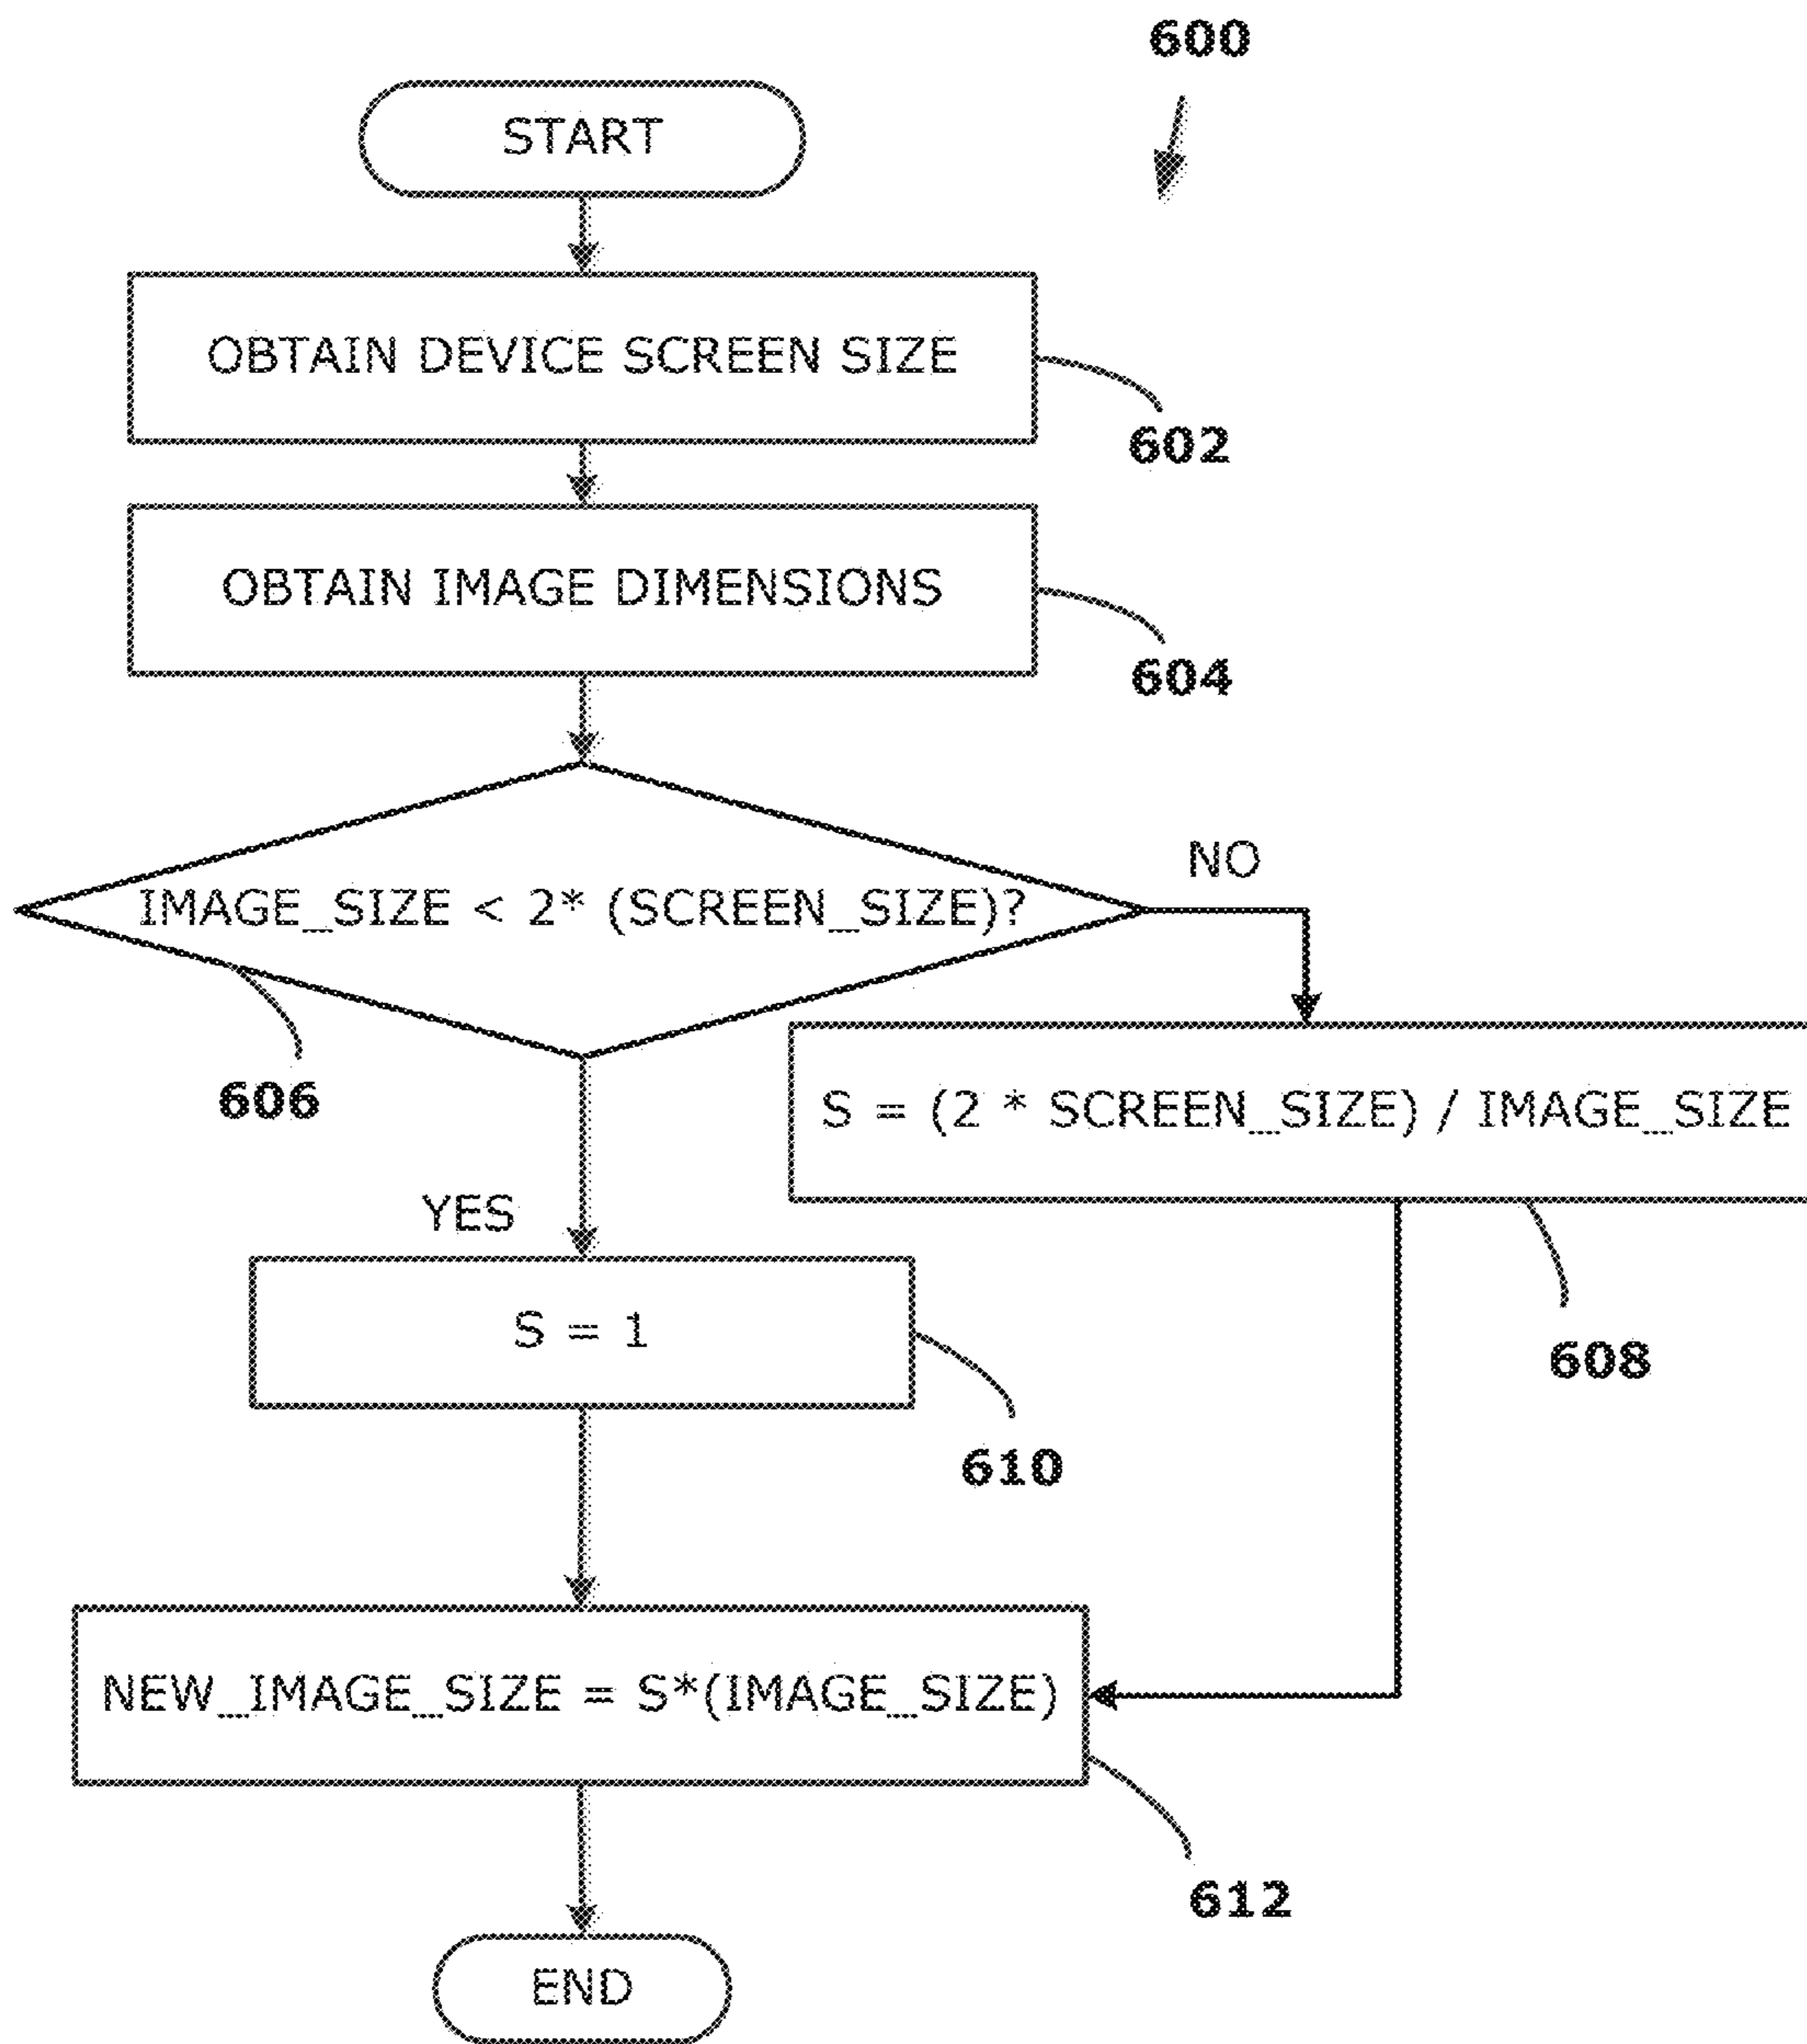 600
START
OBTAIN DEVICE SCREEN SIZE
602
OBTAIN IMAGE DIMENSIONS
604
NO
IMAGE_SIZE < 2* (SCREEN_SIZE)?
606
S = (2 * SCREEN_SIZE) / IMAGE_SIZE
YES
S = 1
608
610
NEW_IMAGE_SIZE = S*(IMAGE_SIZE)
612
END